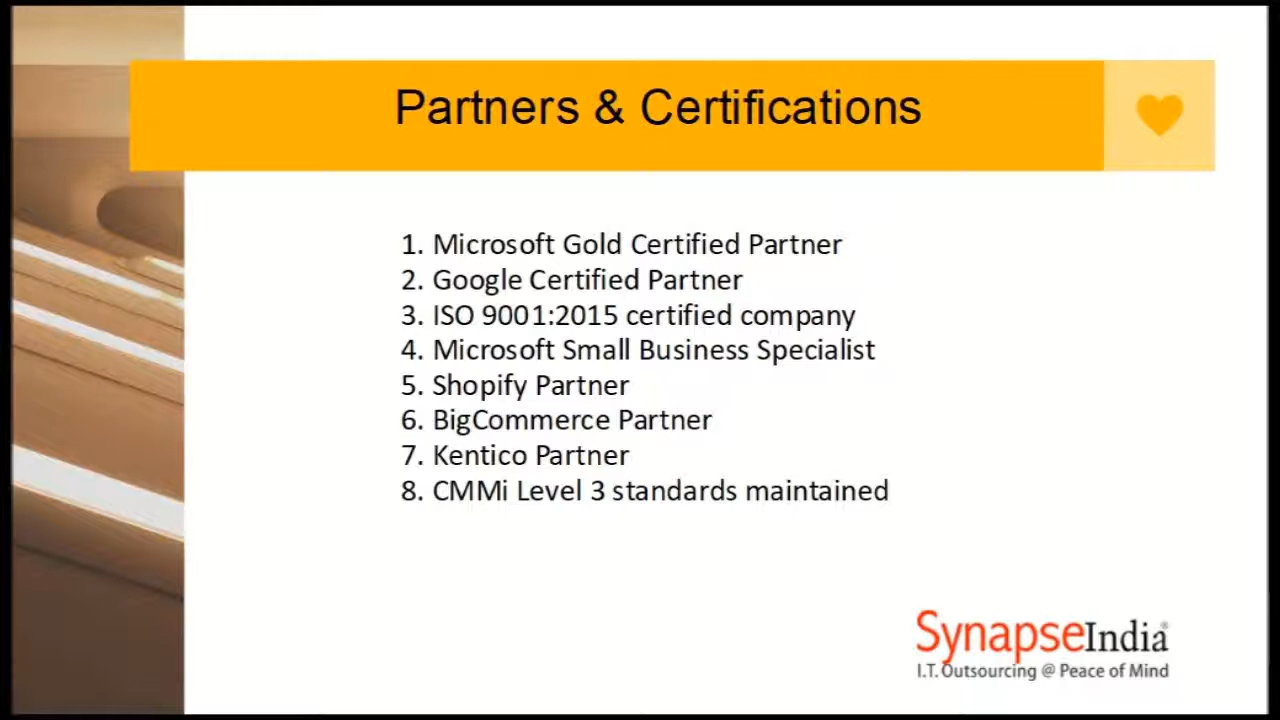 Partners & Certifications
1. Microsoft Gold Certified Partner
2. Google Certified Partner
3. ISO 9001:2015 certified company
4. Microsoft Small Business Specialist
5. Shopify Partner
6. BigCommerce Partner
7. Kentico Partner
8. CMMi Level 3 standards maintained
SynapseIndia®
I.T. Outsourcing @ Peace of Mind